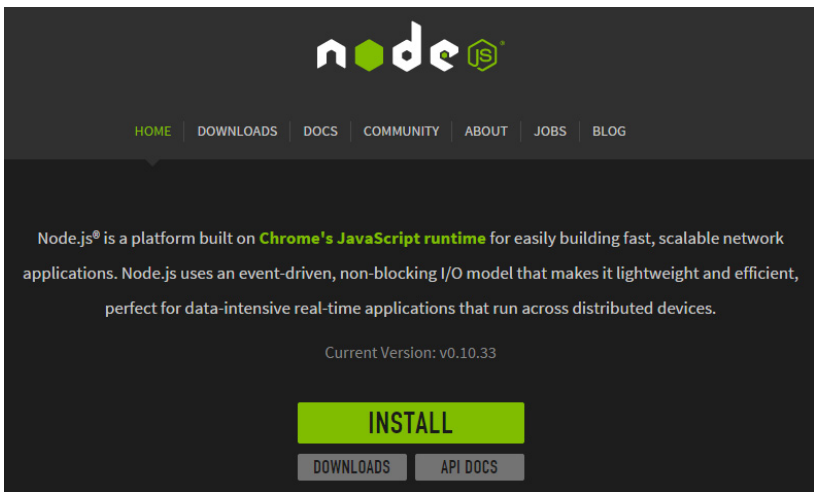 node JS®
HOME DOWNLOADS DOCS COMMUNITY ABOUT JOBS BLOG
Node.js® is a platform built on Chrome's JavaScript runtime for easily building fast, scalable network
applications. Node.js uses an event-driven, non-blocking I/O model that makes it lightweight and efficient,
perfect for data-intensive real-time applications that run across distributed devices.
Current Version: v0.10.33
INSTALL
DOWNLOADS API DOCS